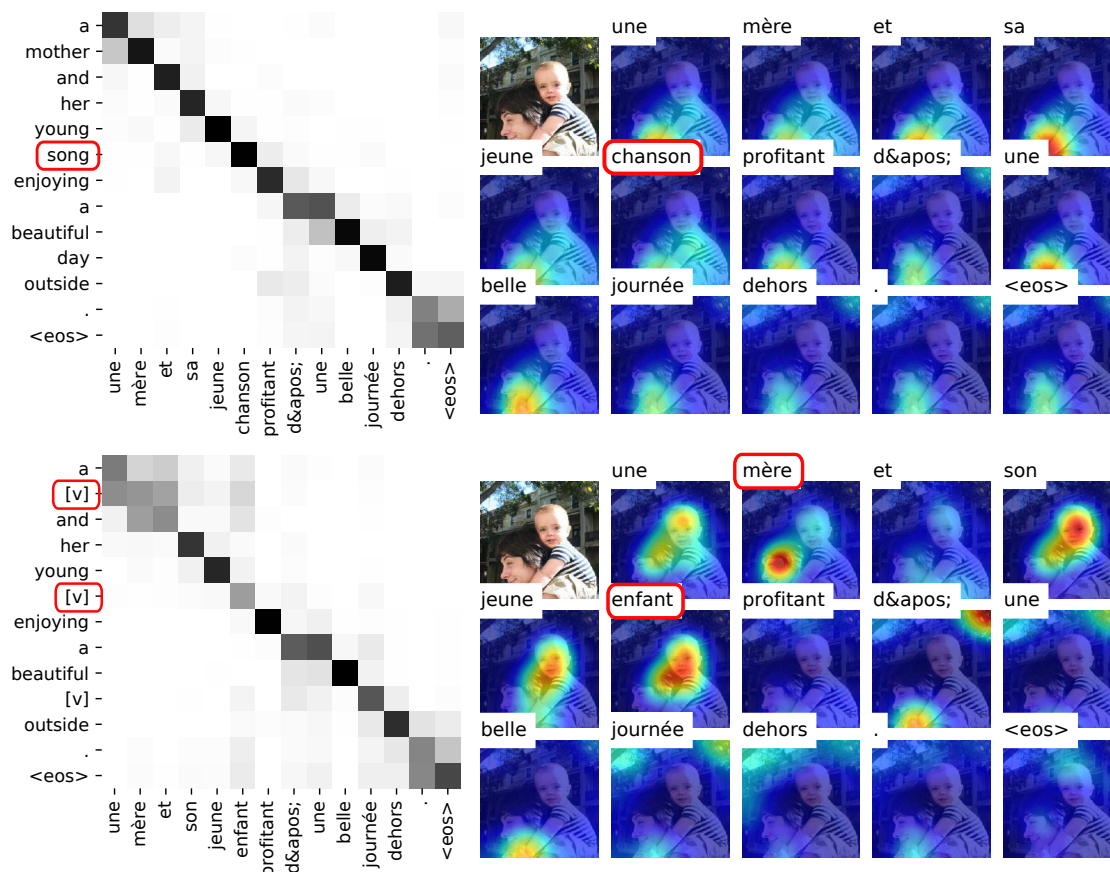 a
mother
and
her
young
song
enjoying
a
beautiful
day
outside
.
<eos>
une
mère
et
sa
jeune
chanson
profitant
d&apos;
une
belle
journée
dehors
.
<eos>
une mère et sa
jeune chanson profitant d&apos; une
belle journée dehors . <eos>
a
[v]
and
her
young
[v]
enjoying
a
beautiful
[v]
outside
.
<eos>
une
mère
et
son
jeune
enfant
profitant
d&apos;
une
belle
journée
dehors
.
<eos>
une mère et son
jeune enfant profitant d&apos; une
belle journée dehors . <eos>